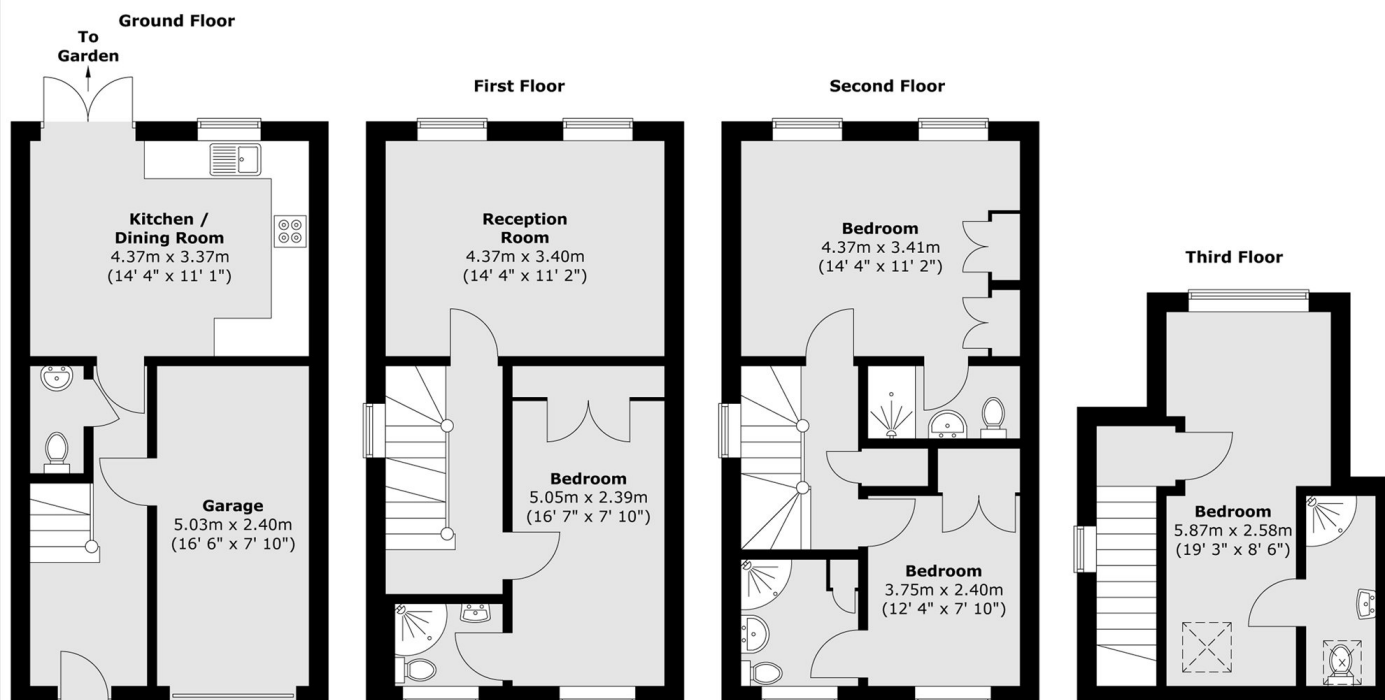 Ground Floor
To
Garden
Kitchen /
Dining Room
4.37m x 3.37m
(14' 4" x 11' 1")
Garage
5.03m x 2.40m
(16' 6" x 7' 10")
First Floor
Reception
Room
4.37m x 3.40m
(14' 4" x 11' 2")
Bedroom
5.05m x 2.39m
(16' 7" x 7' 10")
Second Floor
Bedroom
4.37m x 3.41m
(14' 4" x 11' 2")
Bedroom
3.75m x 2.40m
(12' 4" x 7' 10")
Third Floor
Bedroom
5.87m x 2.58m
(19' 3" x 8' 6")